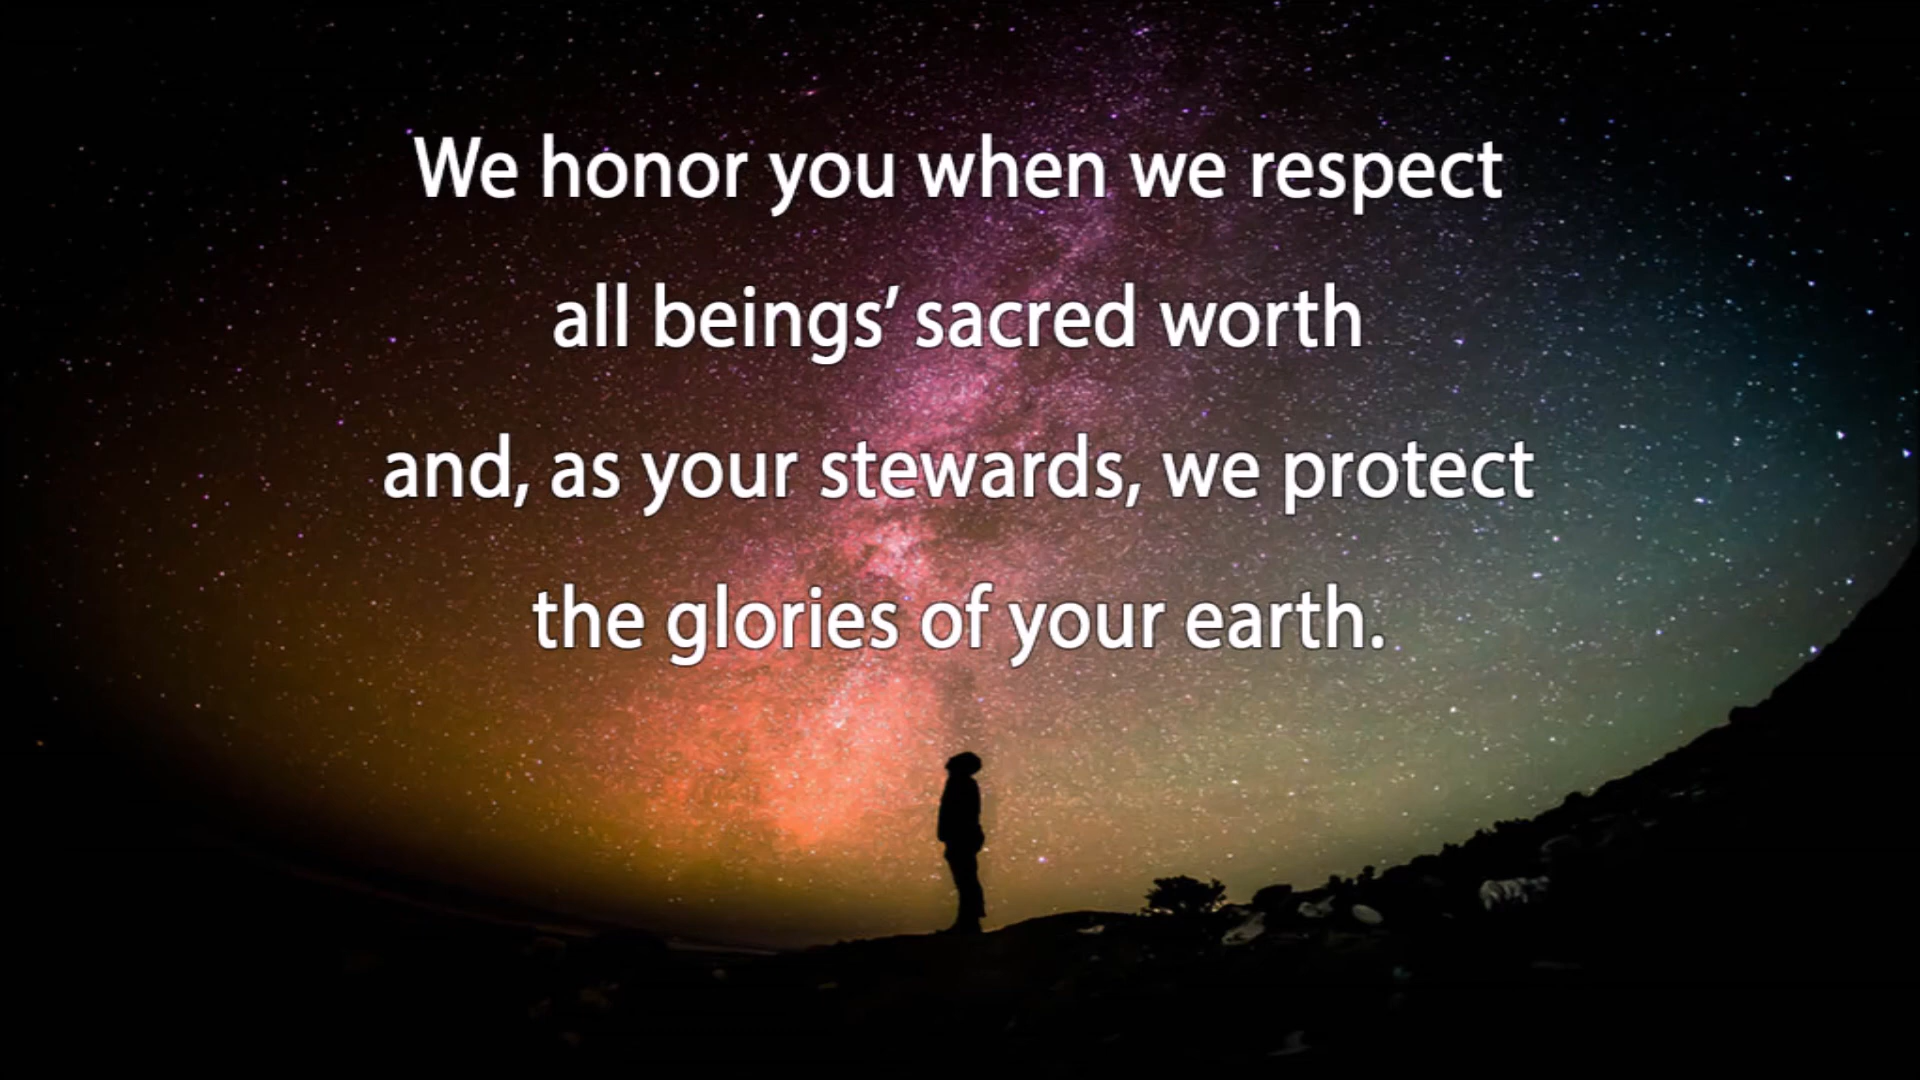 We honor you when we respect
all beings’ sacred worth
and, as your stewards, we protect
the glories of your earth.